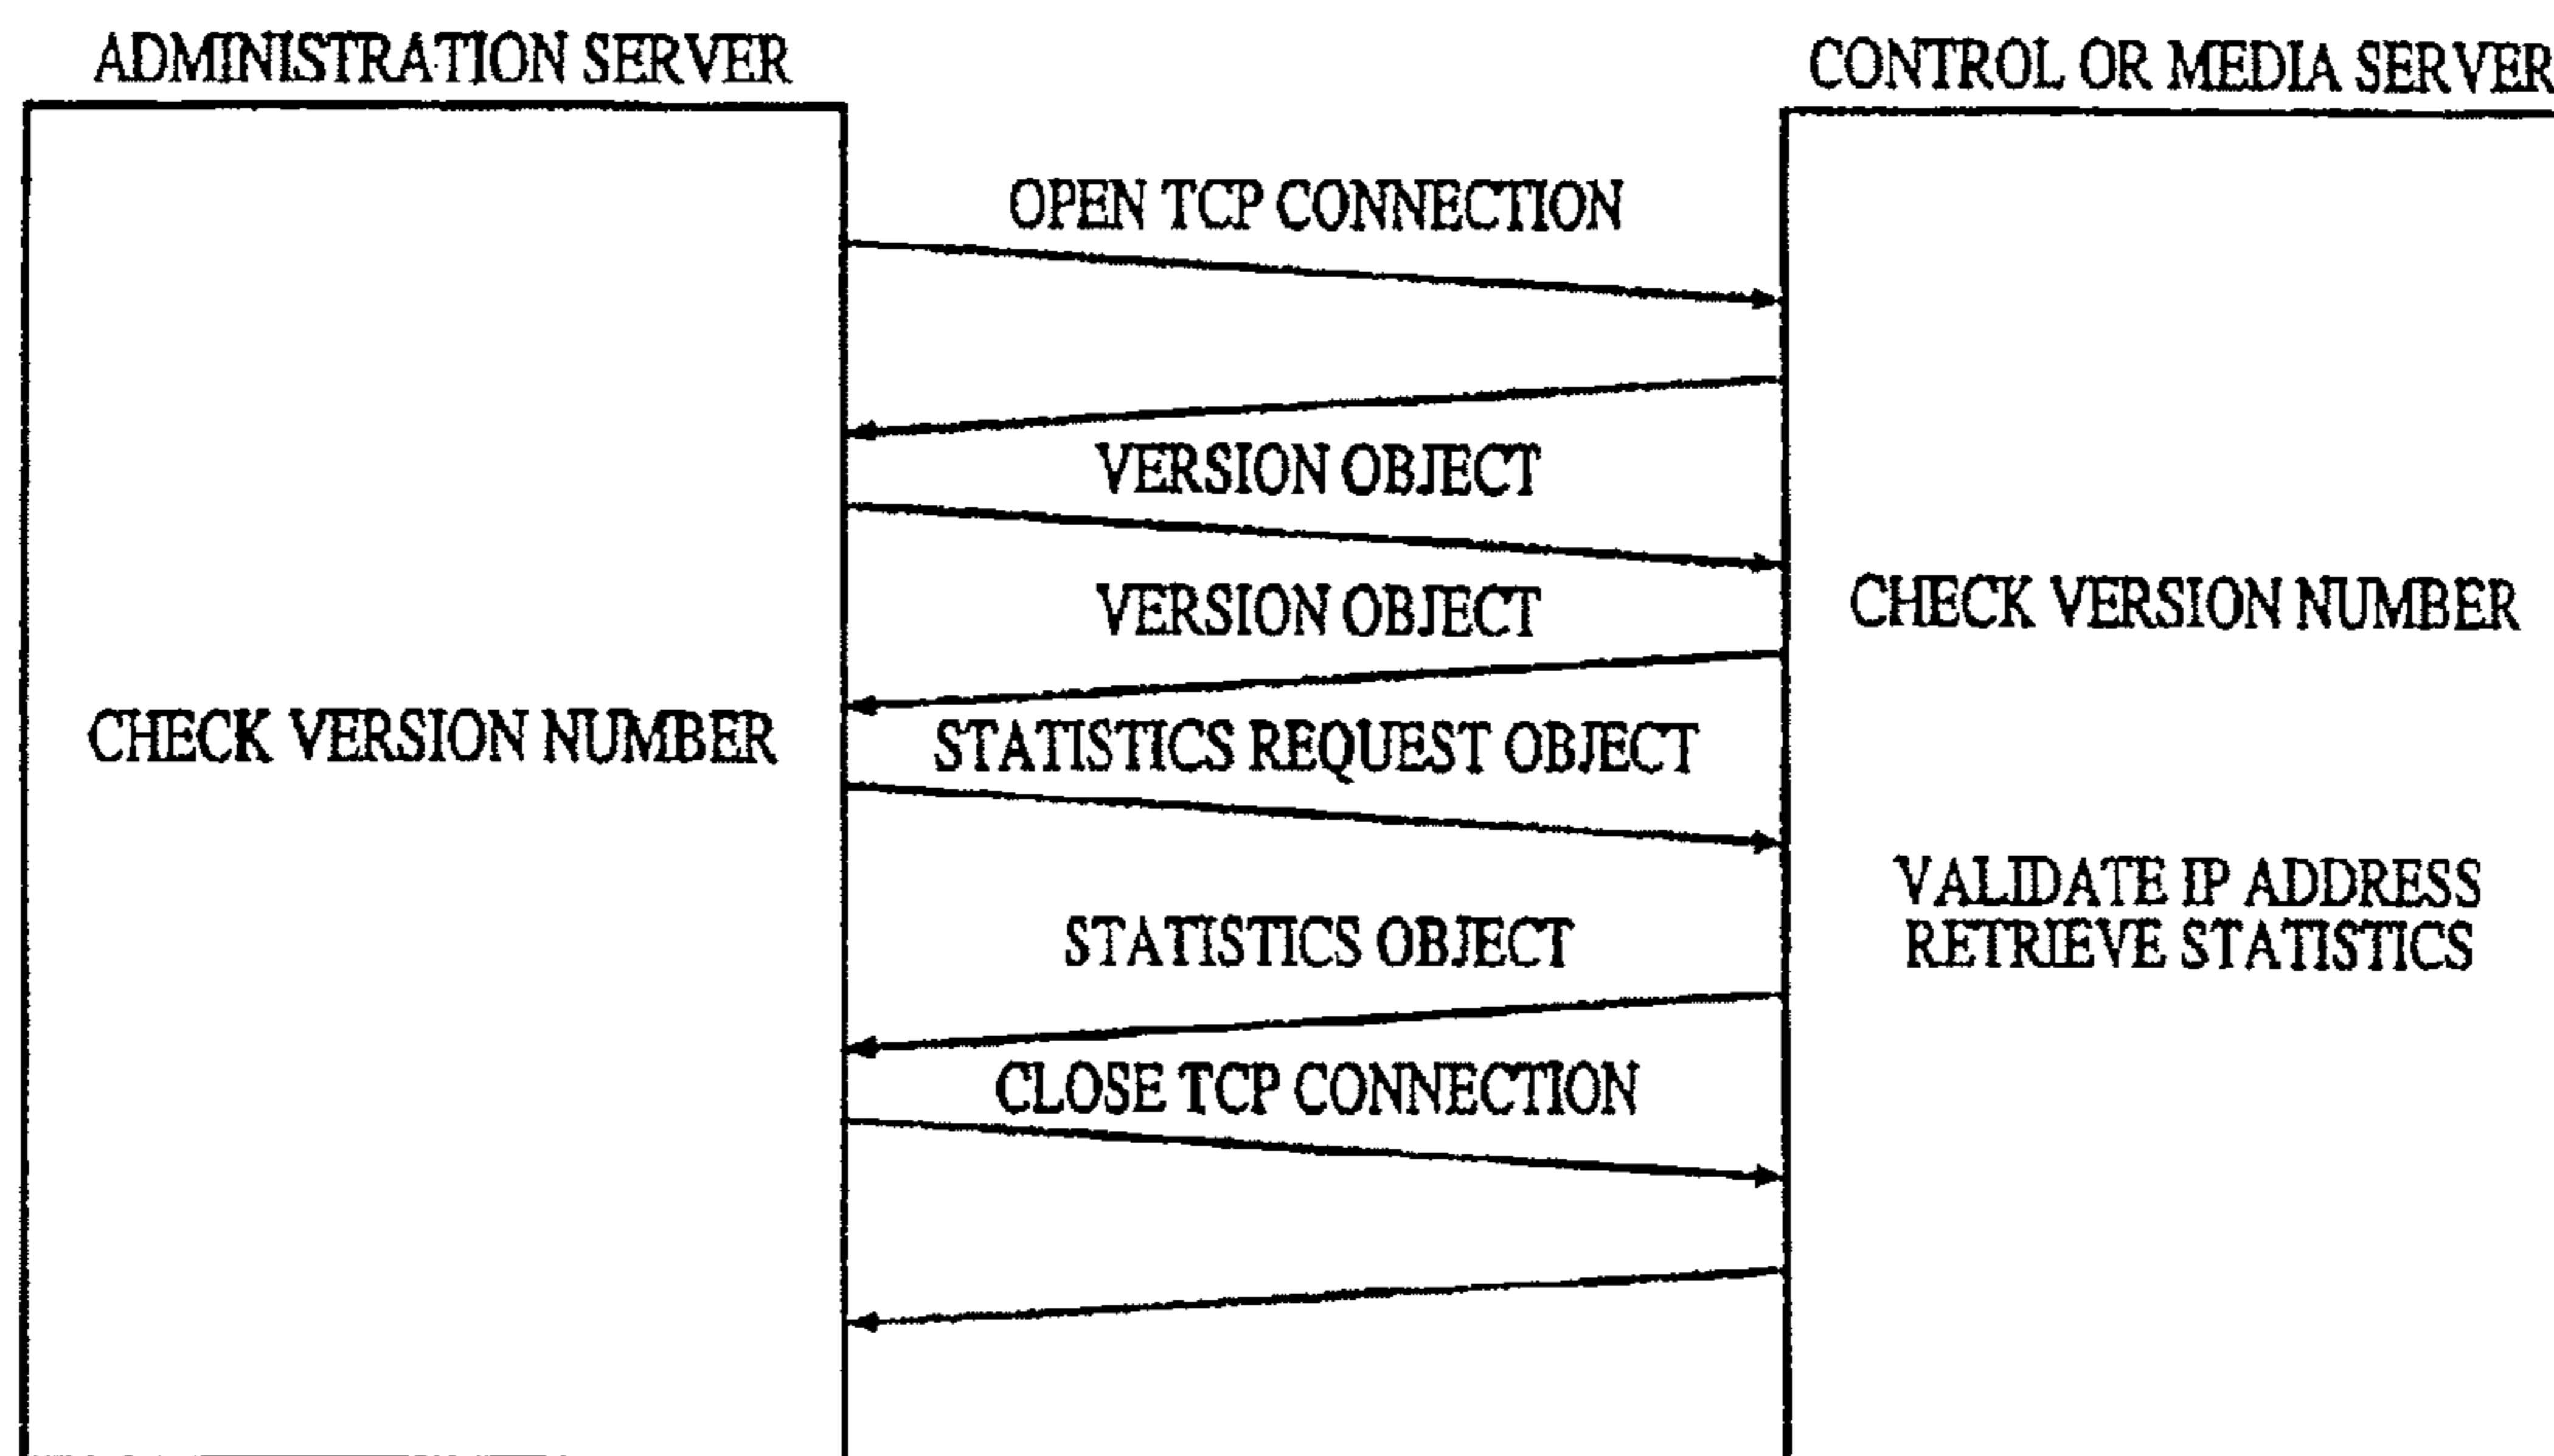 ADMINISTRATION SERVER
CONTROL OR MEDIA SERVER
OPEN TCP CONNECTION
VERSION OBJECT
VERSION OBJECT
CHECK VERSION NUMBER
CHECK VERSION NUMBER
STATISTICS REQUEST OBJECT
VALIDATE IP ADDRESS
RETRIEVE STATISTICS
STATISTICS OBJECT
CLOSE TCP CONNECTION